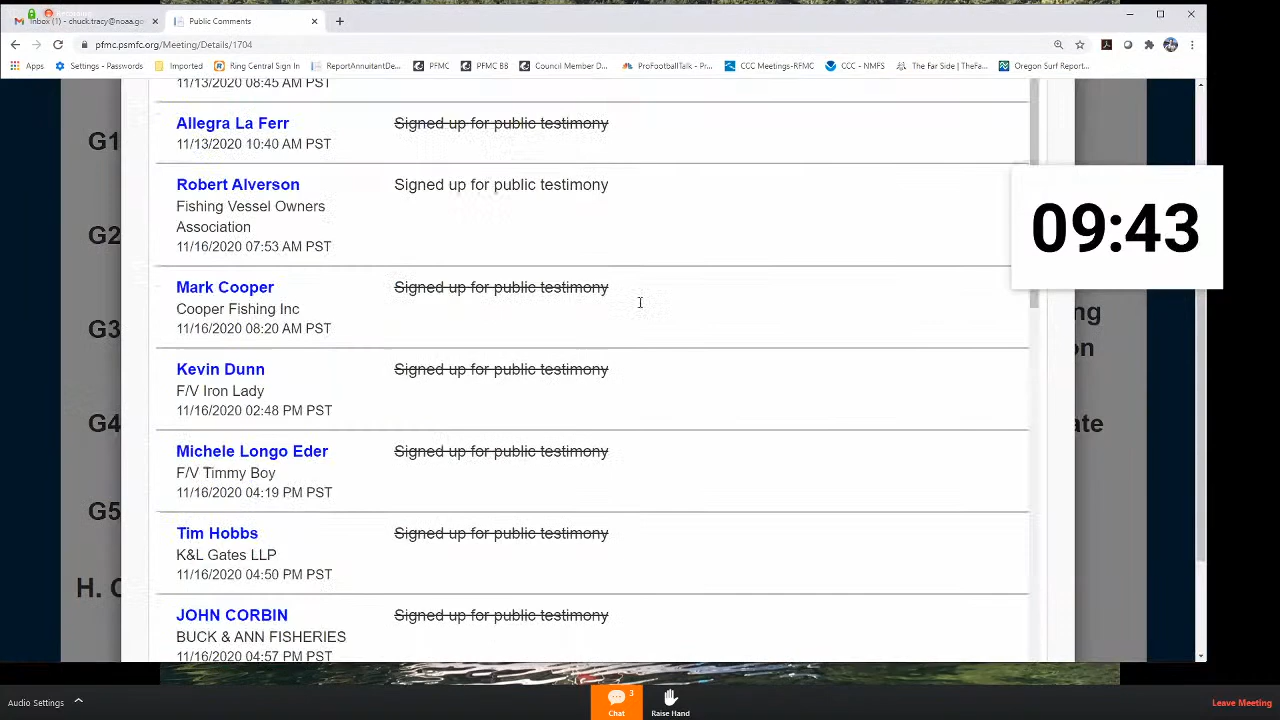 Inbox (1) - chuck.tracy@noaa.go
Public Comments
pfmc.psmfc.org/Meeting/Details/1704
Apps
Settings - Passwords
Imported
Ring Central Sign In
ReportAnnuitantDe...
PFMC
PFMC BB
Council Member D...
ProFootballTalk - Pr...
CCC Meetings-RFMC
CCC - NMFS
The Far Side | TheFa...
Oregon Surf Report...
11/13/2020 08:45 AM PST
Allegra La Ferr
Signed up for public testimony
11/13/2020 10:40 AM PST
Robert Alverson
Signed up for public testimony
Fishing Vessel Owners
Association
11/16/2020 07:53 AM PST
Mark Cooper
Signed up for public testimony
Cooper Fishing Inc
11/16/2020 08:20 AM PST
Kevin Dunn
Signed up for public testimony
F/V Iron Lady
11/16/2020 02:48 PM PST
Michele Longo Eder
Signed up for public testimony
F/V Timmy Boy
11/16/2020 04:19 PM PST
Tim Hobbs
Signed up for public testimony
K&L Gates LLP
11/16/2020 04:50 PM PST
JOHN CORBIN
Signed up for public testimony
BUCK & ANN FISHERIES
11/16/2020 04:57 PM PST
G1
G2
G3
G4
G5
H. C
09:43
ng
on
ate
Audio Settings
3
Chat
Raise Hand
Leave Meeting